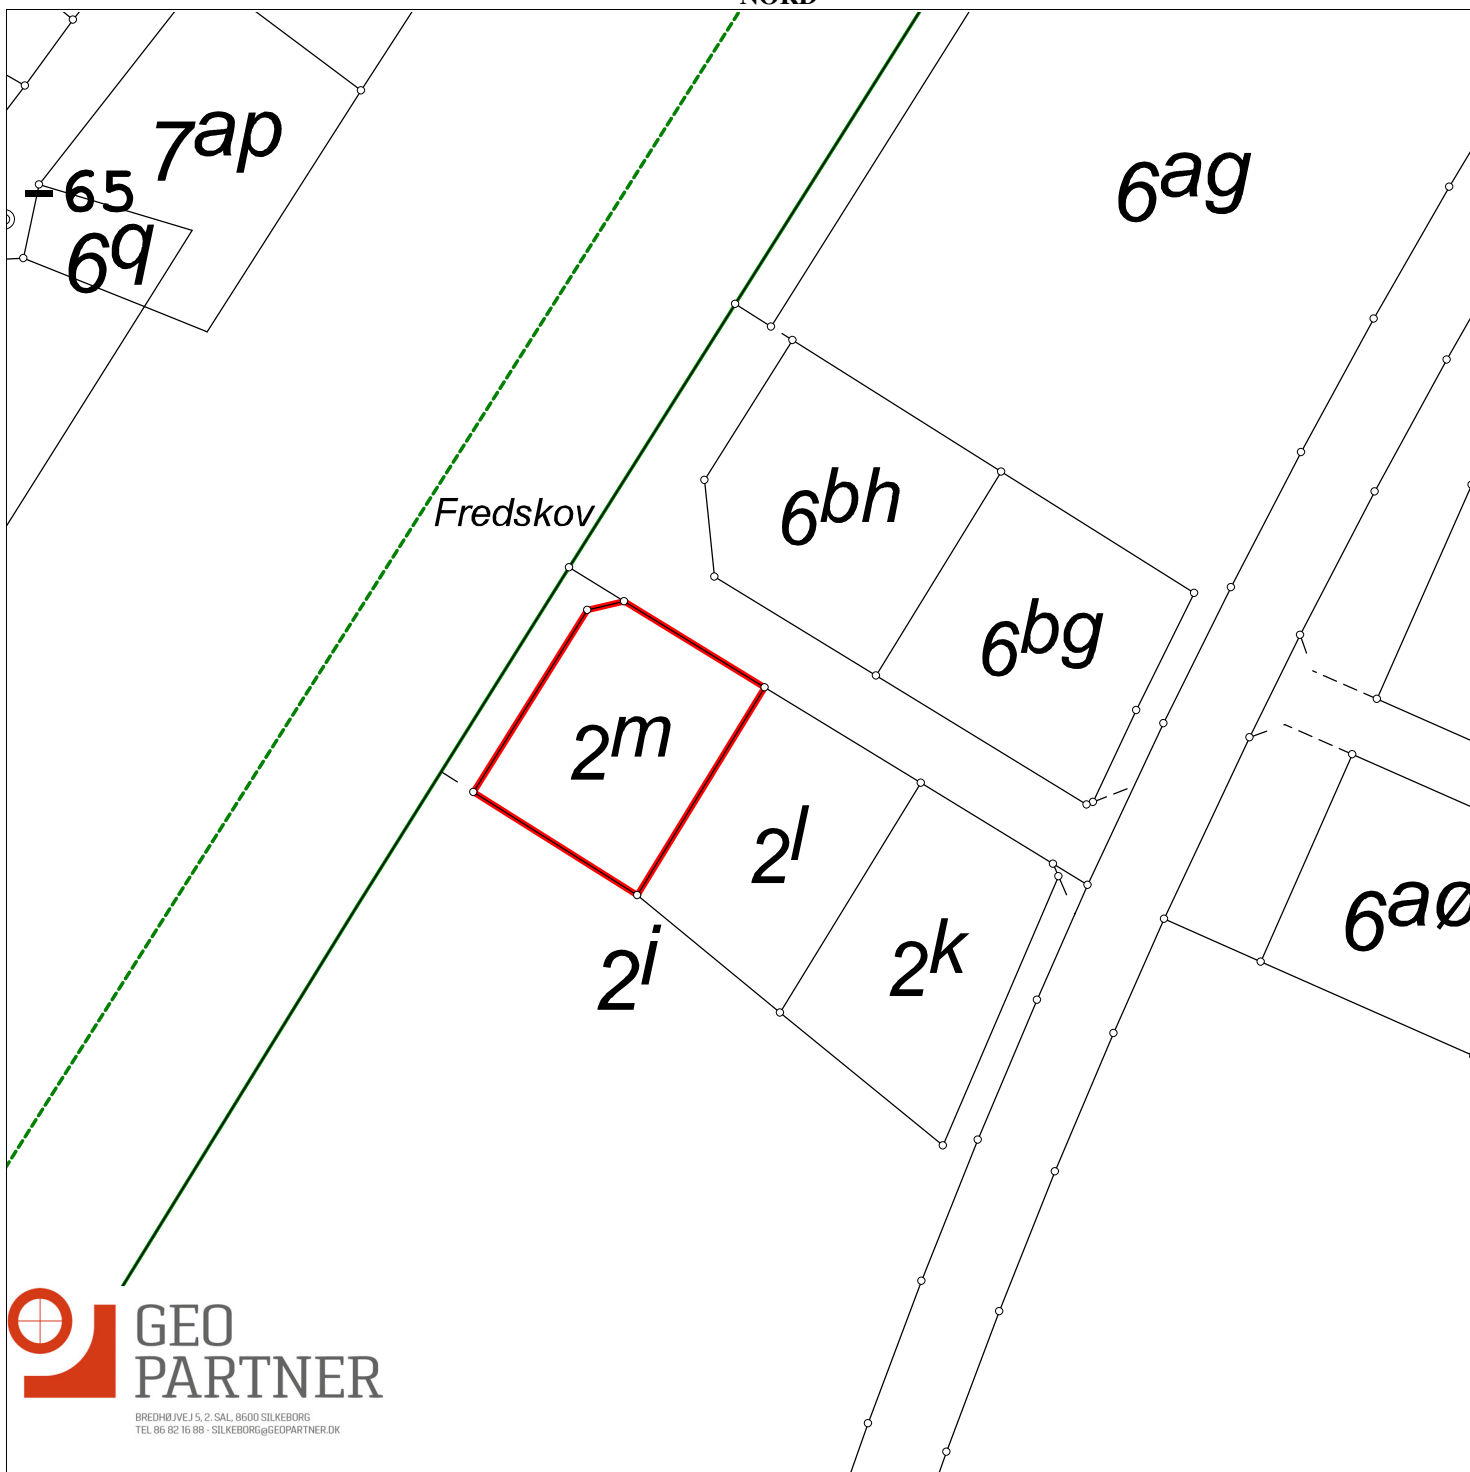 NORD
7ap
65
6q
6ag
Fredskov
6bh
6bg
2m
2l
6aø
2k
2i
GEO
PARTNER
BREDHØJVEJ 5, 2. SAL, 8600 SILKEBORG
TEL 86 82 16 88 - SILKEBORG@GEOPARTNER.DK